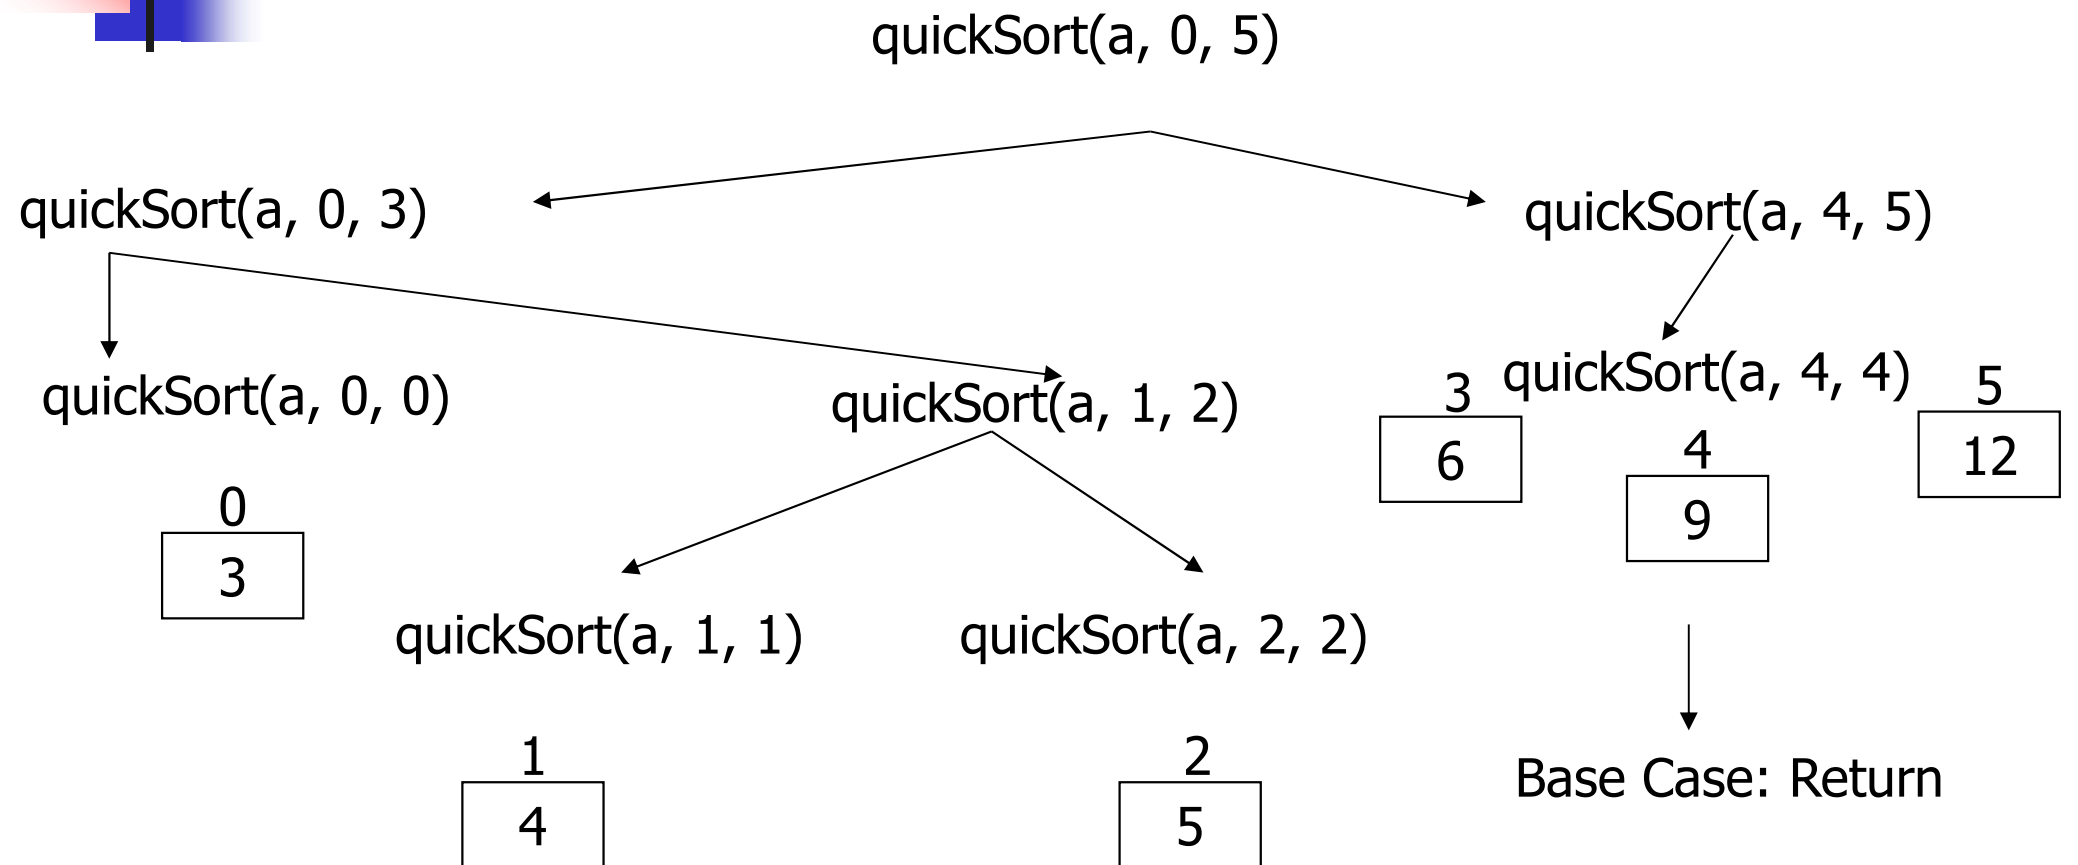 quickSort(a, 0, 5)
quickSort(a, 0, 3)
quickSort(a, 4, 5)
quickSort(a, 0, 0)
quickSort(a, 1, 2)
quickSort(a, 4, 4)
3
6
4
9
5
12
0
3
quickSort(a, 1, 1)
quickSort(a, 2, 2)
1
4
2
5
Base Case: Return